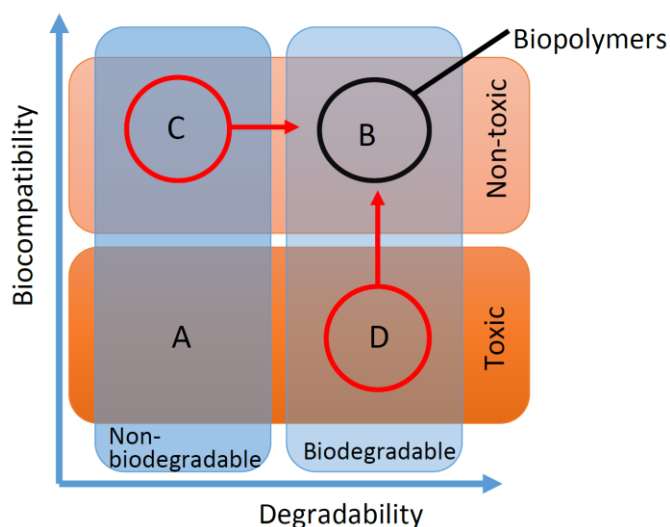 Biopolymers
Biocompatibility
C
B
Non-toxic
A
D
Toxic
Non-
biodegradable
Biodegradable
Degradability